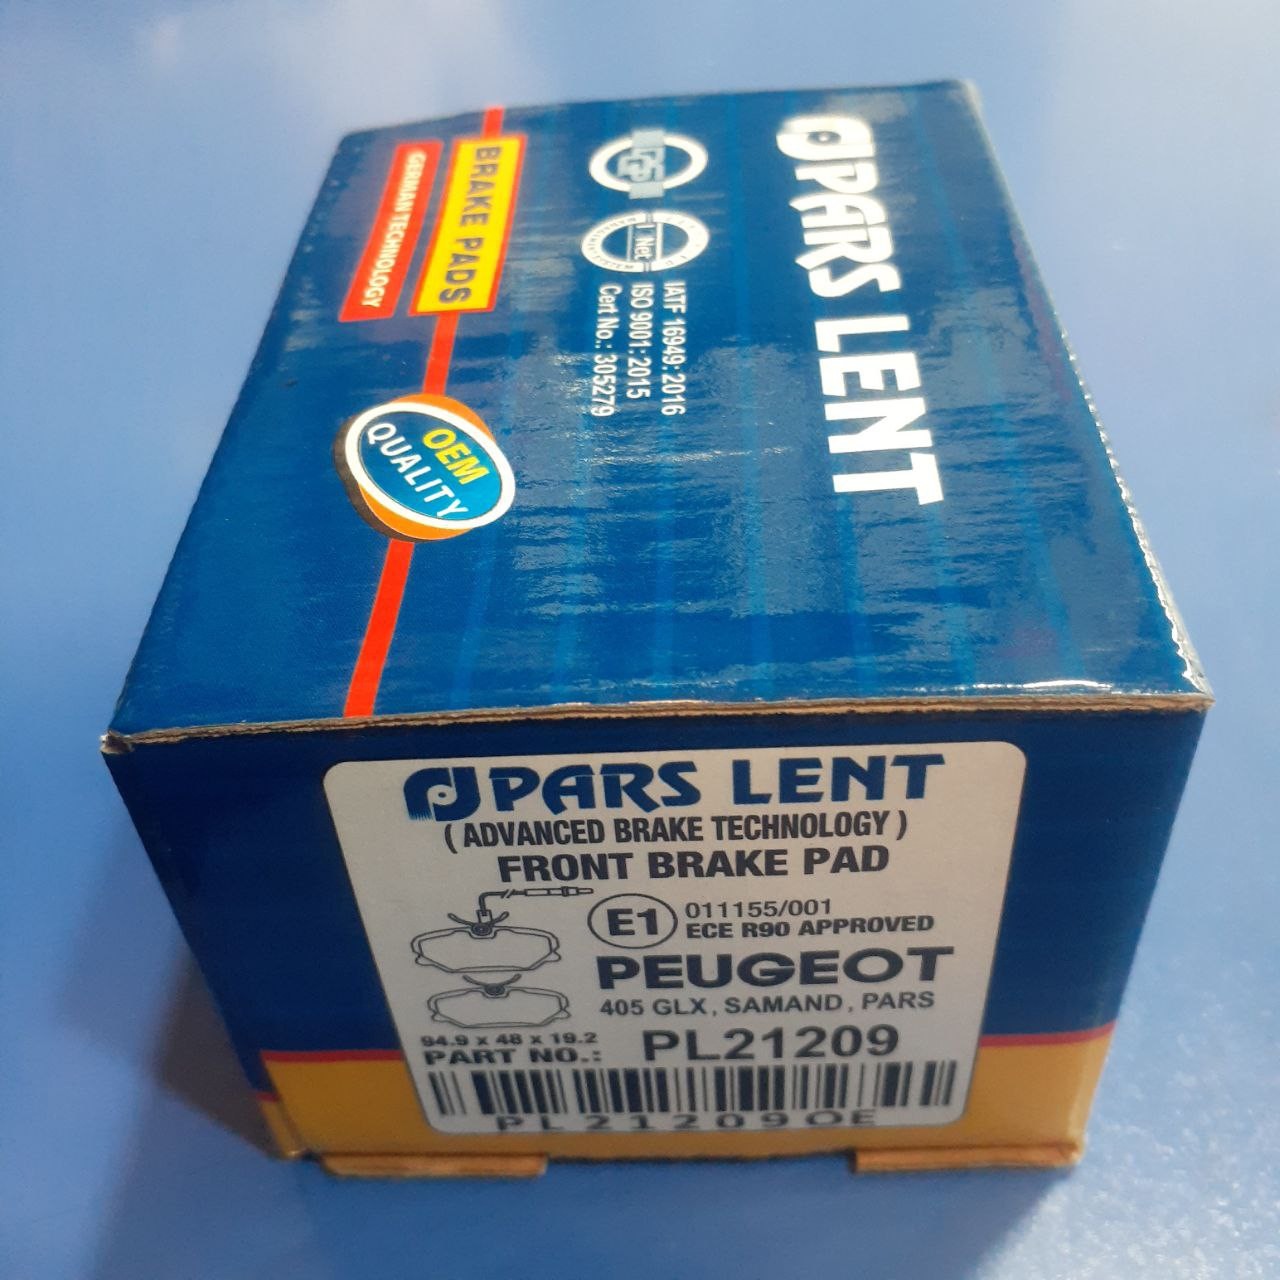 PARS LENT
IATF 16949: 2016
ISO 9001: 2015
Cert No.: 305279
BRAKE PADS
GERMAN TECHNOLOGY
OEM
QUALITY
PARS LENT
( ADVANCED BRAKE TECHNOLOGY )
FRONT BRAKE PAD
E1
011155/001
ECE R90 APPROVED
PEUGEOT
405 GLX, SAMAND, PARS
94.9 x 48 x 19.2
PART NO.: PL21209
PL21209OE